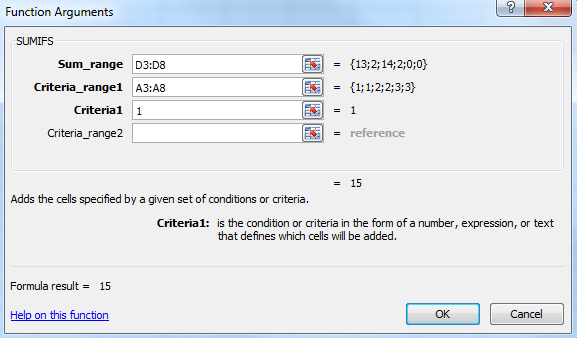 Function Arguments
SUMIFS
Sum_range D3:D8 = {13;2;14;2;0;0}
Criteria_range1 A3:A8 = {1;1;2;2;3;3}
Criteria1 1 = 1
Criteria_range2 = reference
= 15
Adds the cells specified by a given set of conditions or criteria.
Criteria1: is the condition or criteria in the form of a number, expression, or text
that defines which cells will be added.
Formula result = 15
Help on this function OK Cancel